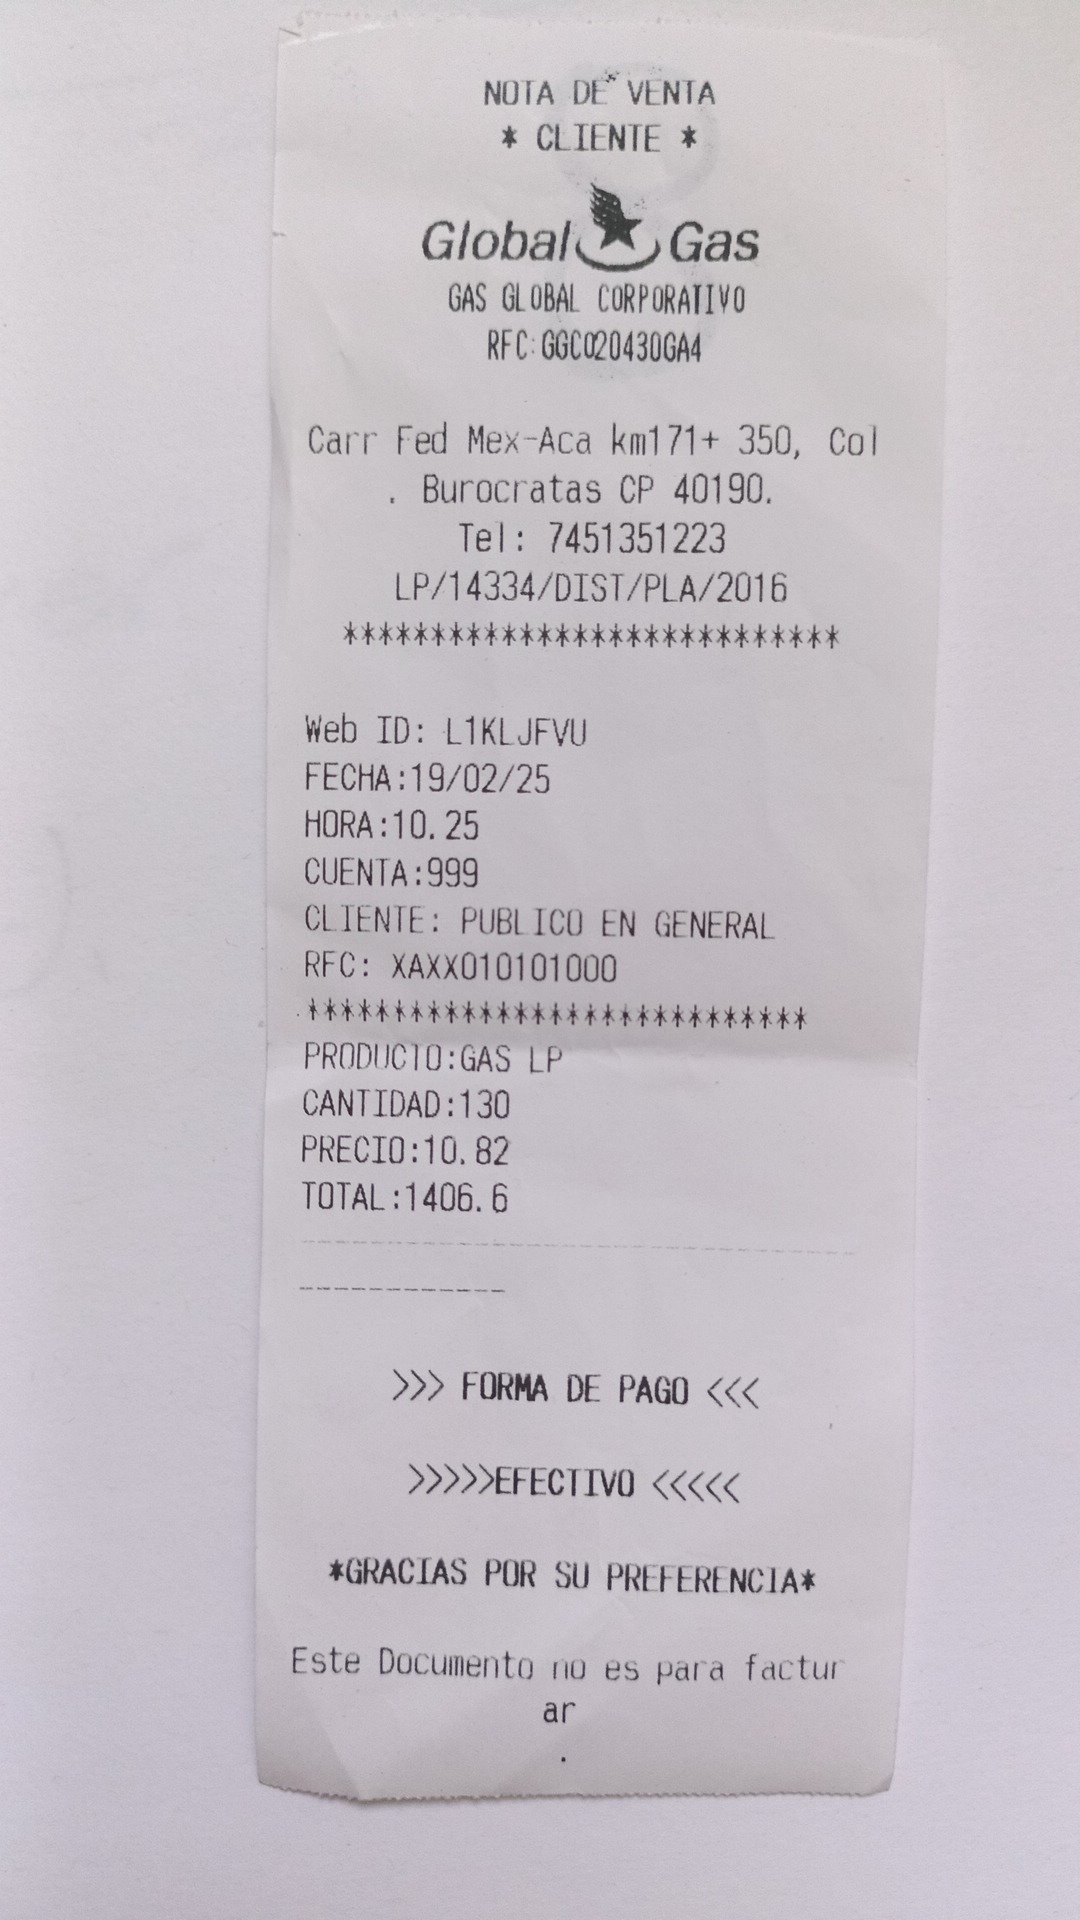 NOTA DE VENTA
* CLIENTE *
Global Gas
GAS GLOBAL CORPORATIVO
RFC:GGC020430GA4
Carr Fed Mex-Aca km171+ 350, Col
. Burocratas CP 40190.
Tel: 7451351223
LP/14334/DIST/PLA/2016
****************************
Web ID: L1KLJFVU
FECHA:19/02/25
HORA:10.25
CUENTA:999
CLIENTE: PUBLICO EN GENERAL
RFC: XAXX010101000
.*****************************
PRODUCTO:GAS LP
CANTIDAD:130
PRECIO:10.82
TOTAL:1406.6
--------------------------------
------------
>>> FORMA DE PAGO <<<
>>>>>EFECTIVO <<<<<
*GRACIAS POR SU PREFERENCIA*
Este Documento no es para factur
ar
.